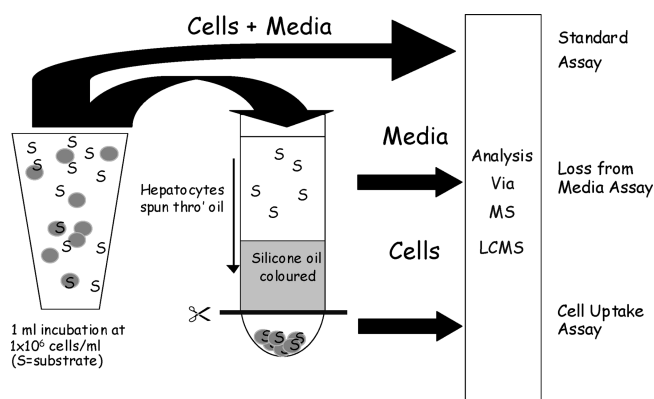 Cells + Media
Standard
Assay
S
S
S
S
S
S
S
S
S
S
S
S
Hepatocytes
spun thro' oil
S
S
S
S
S
Silicone oil
coloured
S S S
S S
Media
Cells
Analysis
Via
MS
LCMS
Loss from
Media Assay
Cell Uptake
Assay
1 ml incubation at
1x10⁶ cells/ml
(S=substrate)